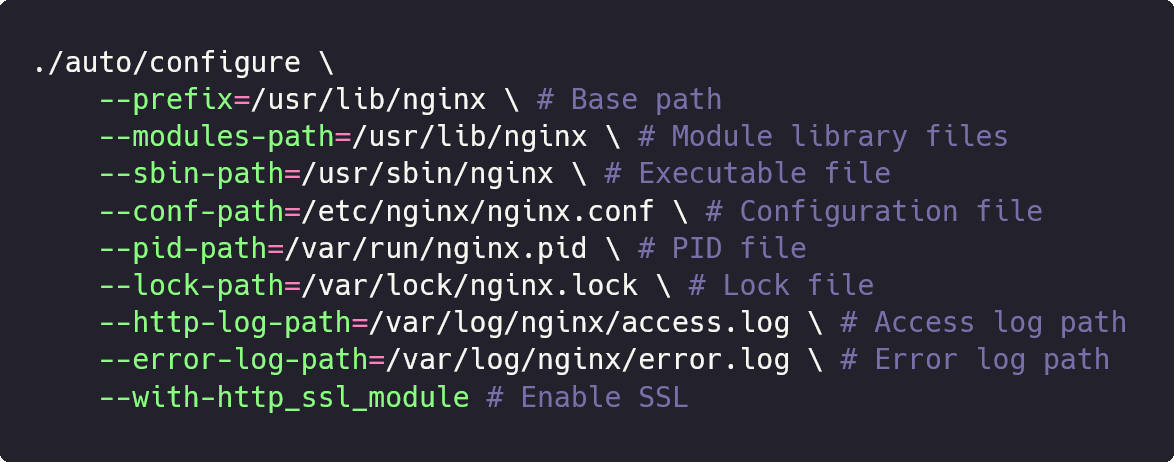 ./auto/configure \
    --prefix=/usr/lib/nginx \ # Base path
    --modules-path=/usr/lib/nginx \ # Module library files
    --sbin-path=/usr/sbin/nginx \ # Executable file
    --conf-path=/etc/nginx/nginx.conf \ # Configuration file
    --pid-path=/var/run/nginx.pid \ # PID file
    --lock-path=/var/lock/nginx.lock \ # Lock file
    --http-log-path=/var/log/nginx/access.log \ # Access log path
    --error-log-path=/var/log/nginx/error.log \ # Error log path
    --with-http_ssl_module # Enable SSL